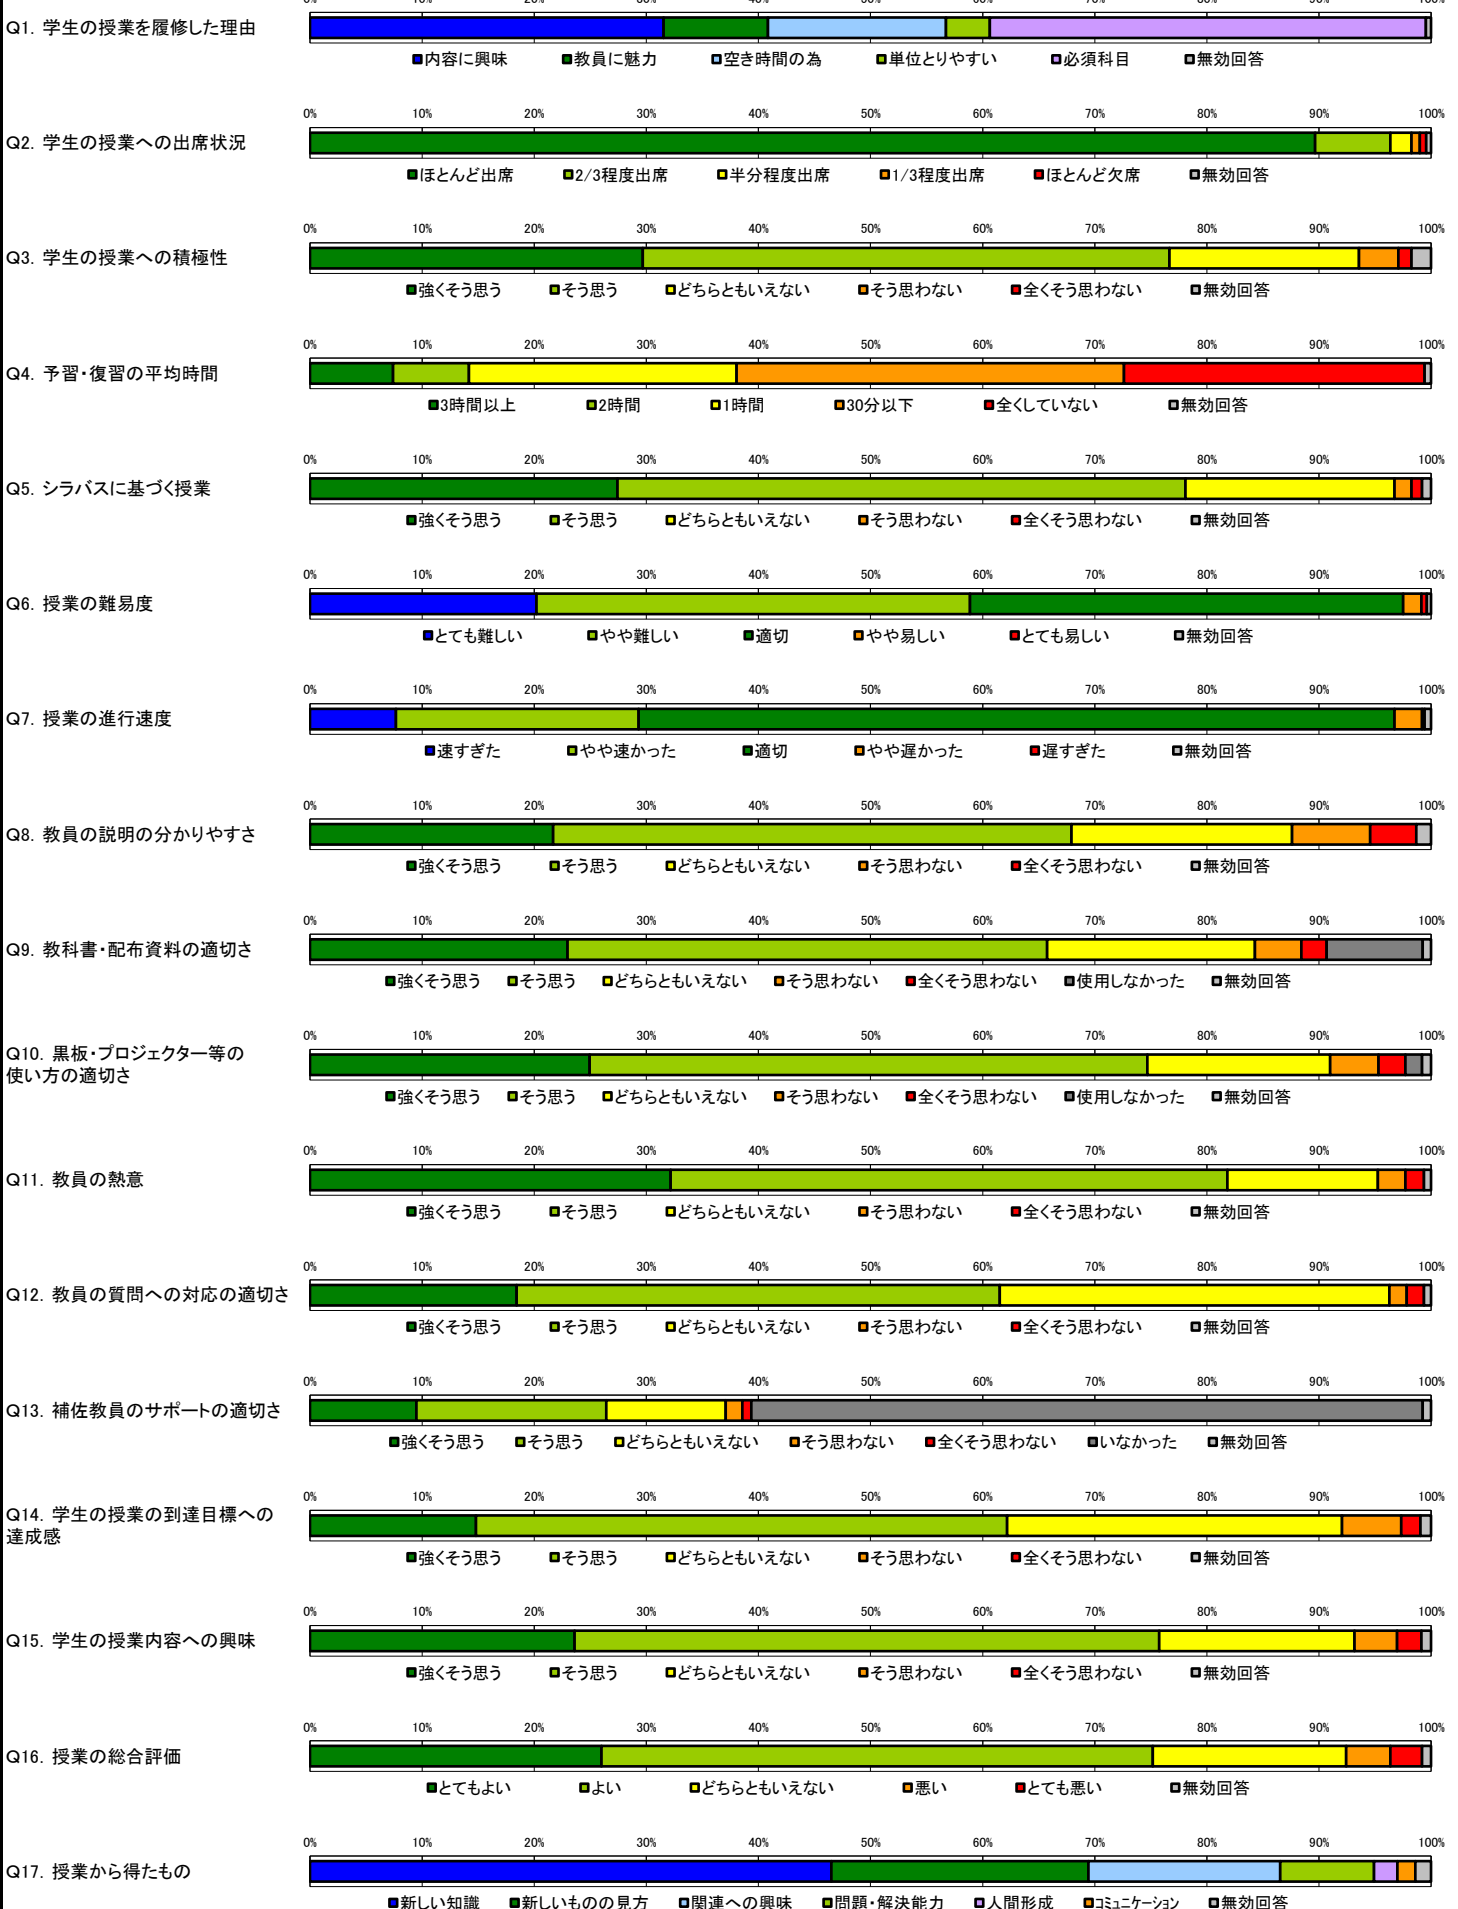 0% 10% 20% 30% 40% 50% 60% 70% 80% 90% 100%
Q1. 学生の授業を履修した理由
内容に興味 教員に魅力 空き時間の為 単位とりやすい 必須科目 無効回答
0% 10% 20% 30% 40% 50% 60% 70% 80% 90% 100%
Q2. 学生の授業への出席状況
ほとんど出席 2/3程度出席 半分程度出席 1/3程度出席 ほとんど欠席 無効回答
0% 10% 20% 30% 40% 50% 60% 70% 80% 90% 100%
Q3. 学生の授業への積極性
強くそう思う そう思う どちらともいえない そう思わない 全くそう思わない 無効回答
0% 10% 20% 30% 40% 50% 60% 70% 80% 90% 100%
Q4. 予習・復習の平均時間
3時間以上 2時間 1時間 30分以下 全くしていない 無効回答
0% 10% 20% 30% 40% 50% 60% 70% 80% 90% 100%
Q5. シラバスに基づく授業
強くそう思う そう思う どちらともいえない そう思わない 全くそう思わない 無効回答
0% 10% 20% 30% 40% 50% 60% 70% 80% 90% 100%
Q6. 授業の難易度
とても難しい やや難しい 適切 やや易しい とても易しい 無効回答
0% 10% 20% 30% 40% 50% 60% 70% 80% 90% 100%
Q7. 授業の進行速度
速すぎた やや速かった 適切 やや遅かった 遅すぎた 無効回答
0% 10% 20% 30% 40% 50% 60% 70% 80% 90% 100%
Q8. 教員の説明の分かりやすさ
強くそう思う そう思う どちらともいえない そう思わない 全くそう思わない 無効回答
0% 10% 20% 30% 40% 50% 60% 70% 80% 90% 100%
Q9. 教科書・配布資料の適切さ
強くそう思う そう思う どちらともいえない そう思わない 全くそう思わない 使用しなかった 無効回答
0% 10% 20% 30% 40% 50% 60% 70% 80% 90% 100%
Q10. 黒板・プロジェクター等の
使い方の適切さ
強くそう思う そう思う どちらともいえない そう思わない 全くそう思わない 使用しなかった 無効回答
0% 10% 20% 30% 40% 50% 60% 70% 80% 90% 100%
Q11. 教員の熱意
強くそう思う そう思う どちらともいえない そう思わない 全くそう思わない 無効回答
0% 10% 20% 30% 40% 50% 60% 70% 80% 90% 100%
Q12. 教員の質問への対応の適切さ
強くそう思う そう思う どちらともいえない そう思わない 全くそう思わない 無効回答
0% 10% 20% 30% 40% 50% 60% 70% 80% 90% 100%
Q13. 補佐教員のサポートの適切さ
強くそう思う そう思う どちらともいえない そう思わない 全くそう思わない いなかった 無効回答
0% 10% 20% 30% 40% 50% 60% 70% 80% 90% 100%
Q14. 学生の授業の到達目標への
達成感
強くそう思う そう思う どちらともいえない そう思わない 全くそう思わない 無効回答
0% 10% 20% 30% 40% 50% 60% 70% 80% 90% 100%
Q15. 学生の授業内容への興味
強くそう思う そう思う どちらともいえない そう思わない 全くそう思わない 無効回答
0% 10% 20% 30% 40% 50% 60% 70% 80% 90% 100%
Q16. 授業の総合評価
とてもよい よい どちらともいえない 悪い とても悪い 無効回答
0% 10% 20% 30% 40% 50% 60% 70% 80% 90% 100%
Q17. 授業から得たもの
新しい知識 新しいものの見方 関連への興味 問題・解決能力 人間形成 コミュニケーション 無効回答